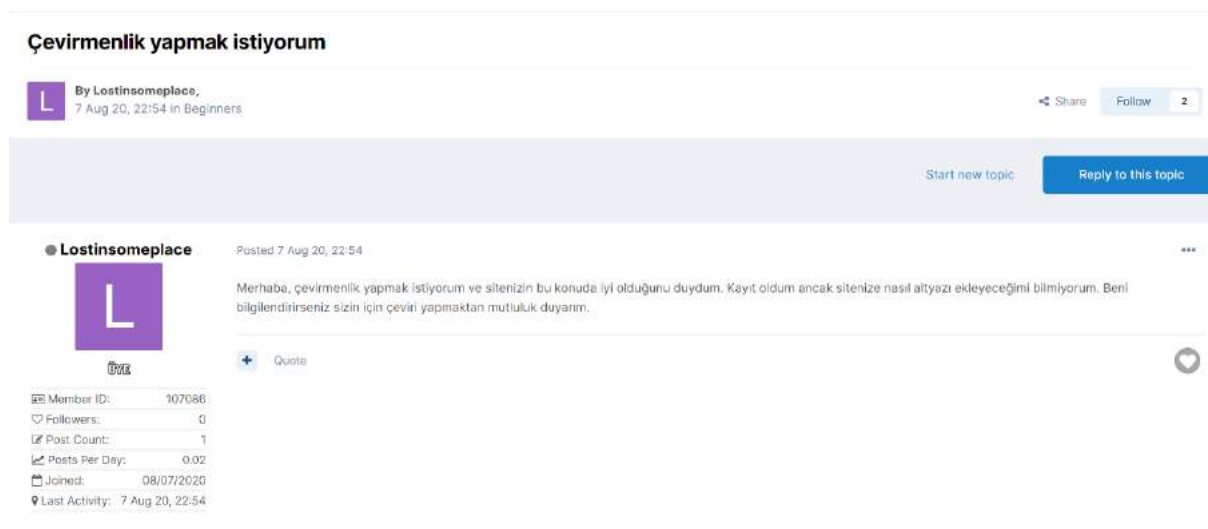 Çevirmenlik yapmak istiyorum
L
By Lostinsomeplace,
7 Aug 20, 22:54 in Beginners
Share Follow 2
Start new topic Reply to this topic
Lostinsomeplace
Posted 7 Aug 20, 22:54
L
Merhaba, çevirmenlik yapmak istiyorum ve sitenizin bu konuda iyi olduğunu duydum. Kayıt oldum ancak sitenize nasıl altyazı ekleyeceğimi bilmiyorum. Beni
bilgilendirirseniz sizin için çeviri yapmaktan mutluluk duyarım.
Quote
ÜYE
Member ID: 107086
Followers: 0
Post Count: 1
Posts Per Day: 0.02
Joined: 08/07/2020
Last Activity: 7 Aug 20, 22:54